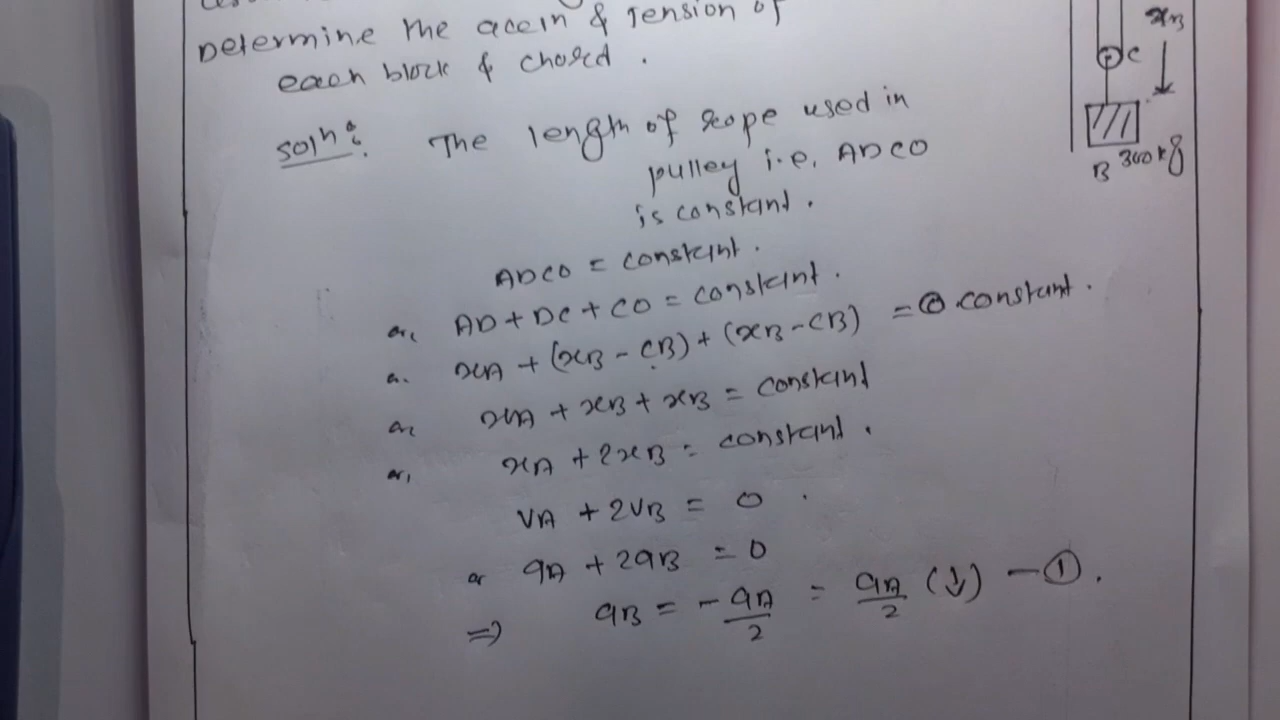 Determine the accln & Tension of
each block & chord.
xB
C
B 300 kg
Soln:
The length of rope used in
pulley i.e. ADCO
is constant.
ADCO = constant.
or, AD + DC + CO = constant.
or, xA + (xB - CB) + (xB - CB) = constant.
or, xA + xB + xB = constant
or, xA + 2xB = constant.
VA + 2VB = 0.
or aA + 2aB = 0
=> aB = -aA/2 = aA/2 (↓) - ①.